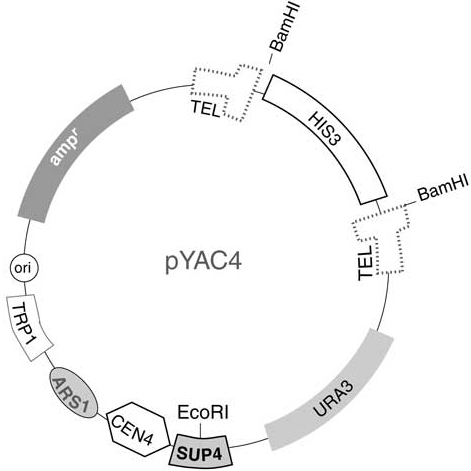 BamHI
HIS3
TEL
amp^r
BamHI
TEL
pYAC4
ori
TRP1
ARS1
CEN4
EcoRI
SUP4
URA3